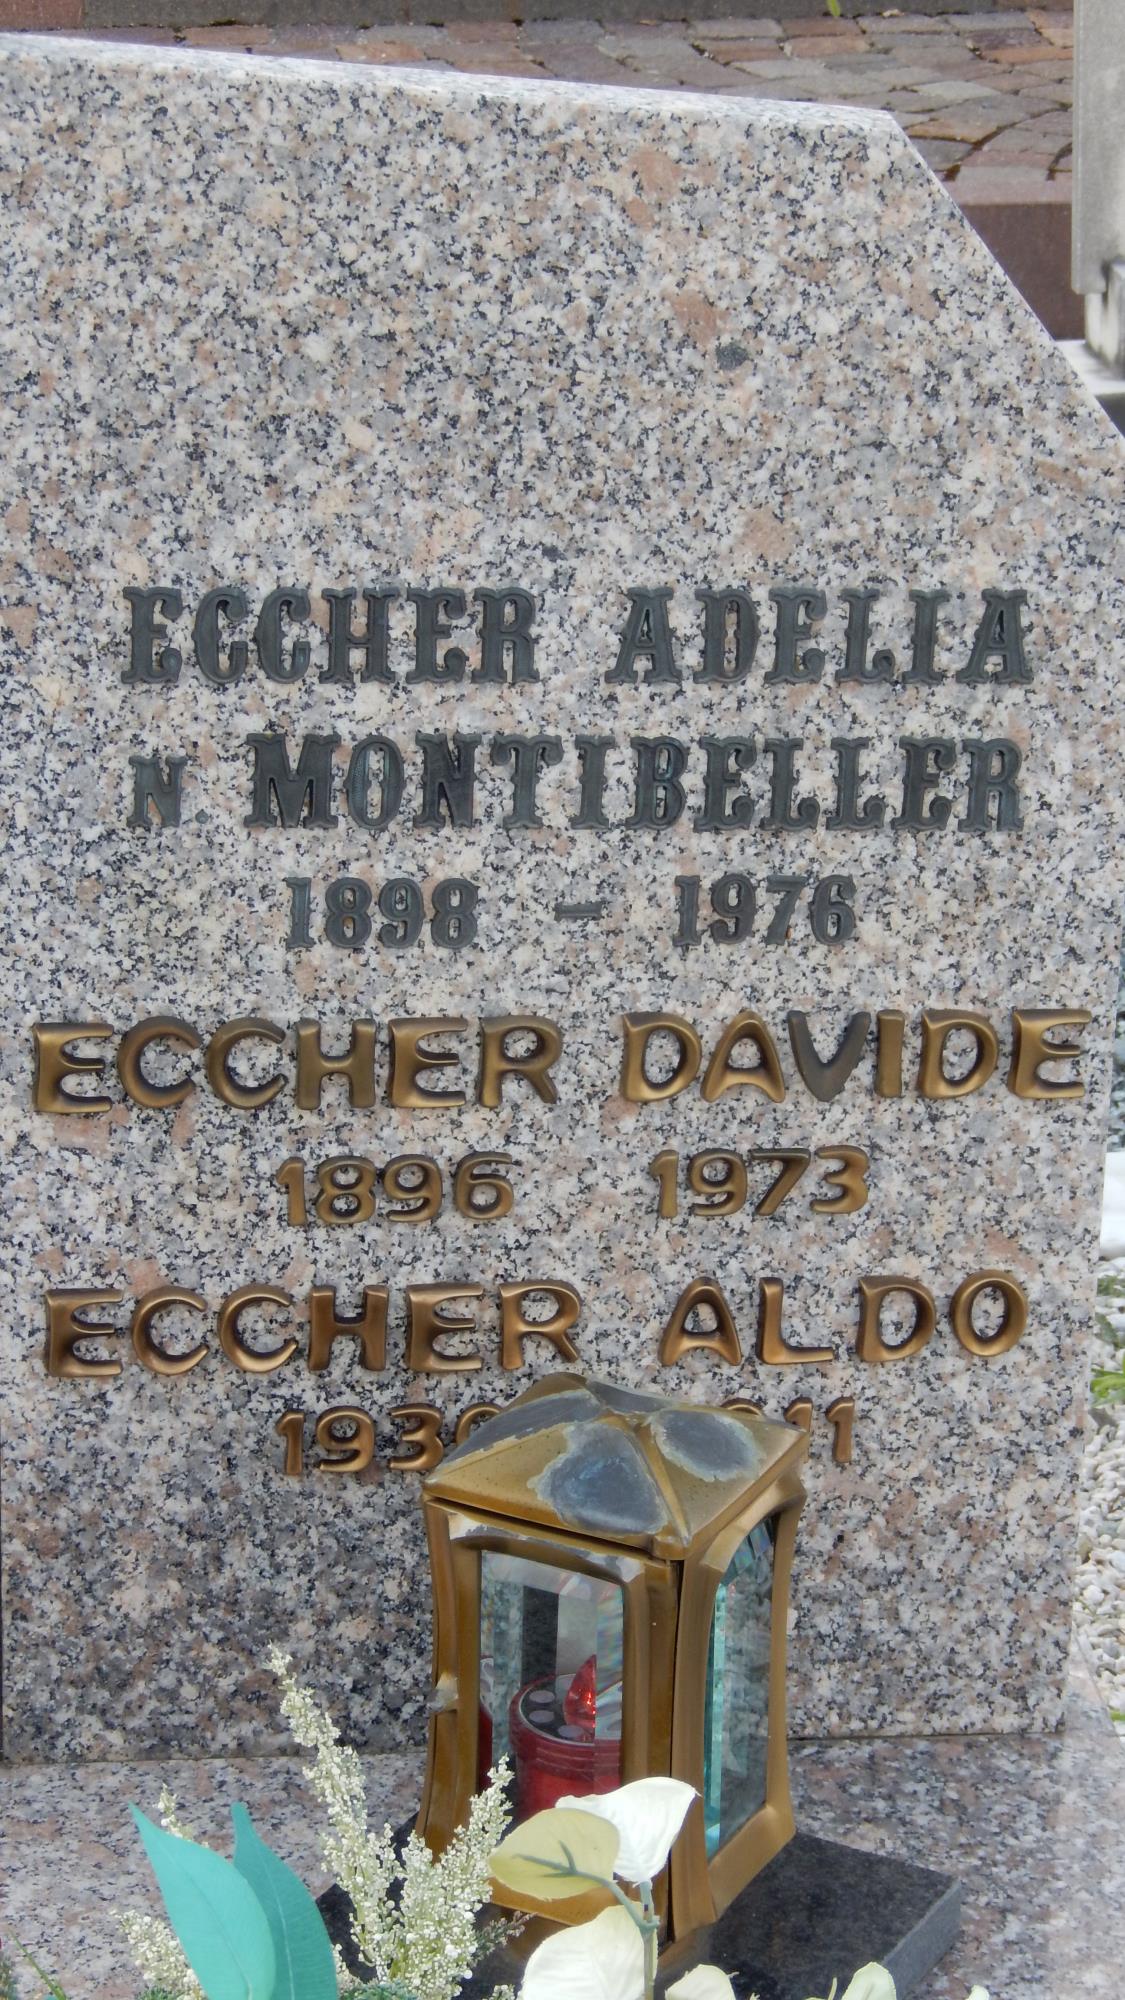 ECCHER ADELIA
N. MONTIBELLER
1898 - 1976
ECCHER DAVIDE
1896 1973
ECCHER ALDO